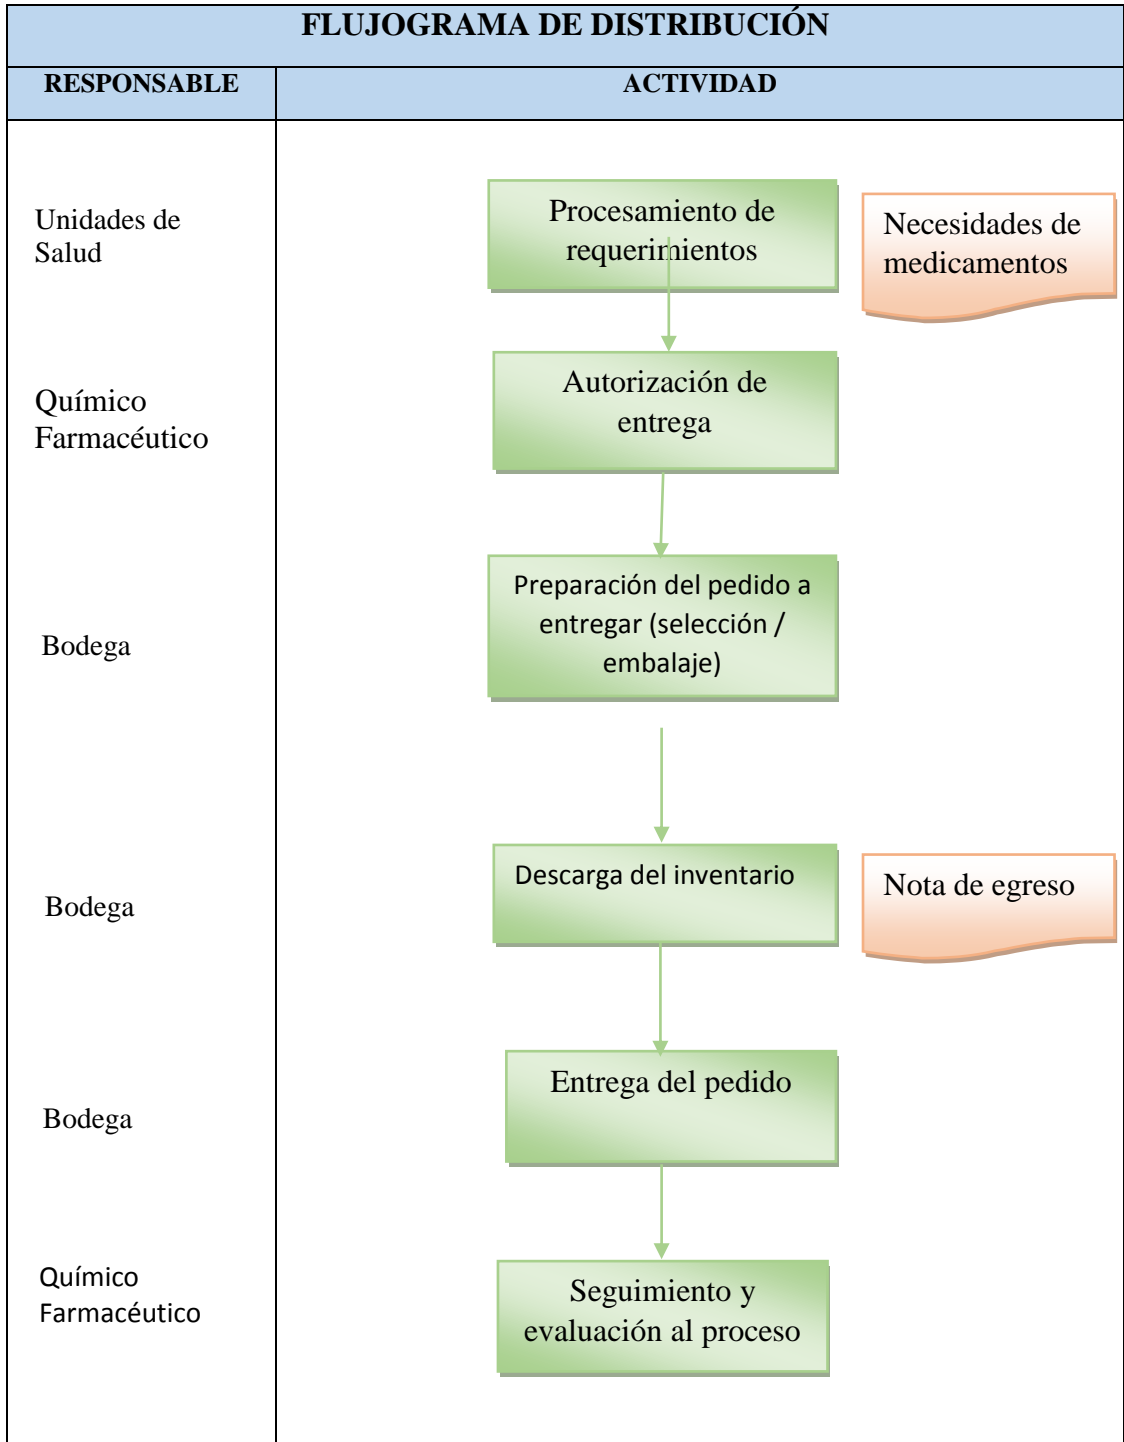 FLUJOGRAMA DE DISTRIBUCIÓN
RESPONSABLE
ACTIVIDAD
Unidades de
Salud
Procesamiento de
requerimientos
Necesidades de
medicamentos
Químico
Farmacéutico
Autorización de
entrega
Bodega
Preparación del pedido a
entregar (selección /
embalaje)
Bodega
Descarga del inventario
Nota de egreso
Bodega
Entrega del pedido
Químico
Farmacéutico
Seguimiento y
evaluación al proceso